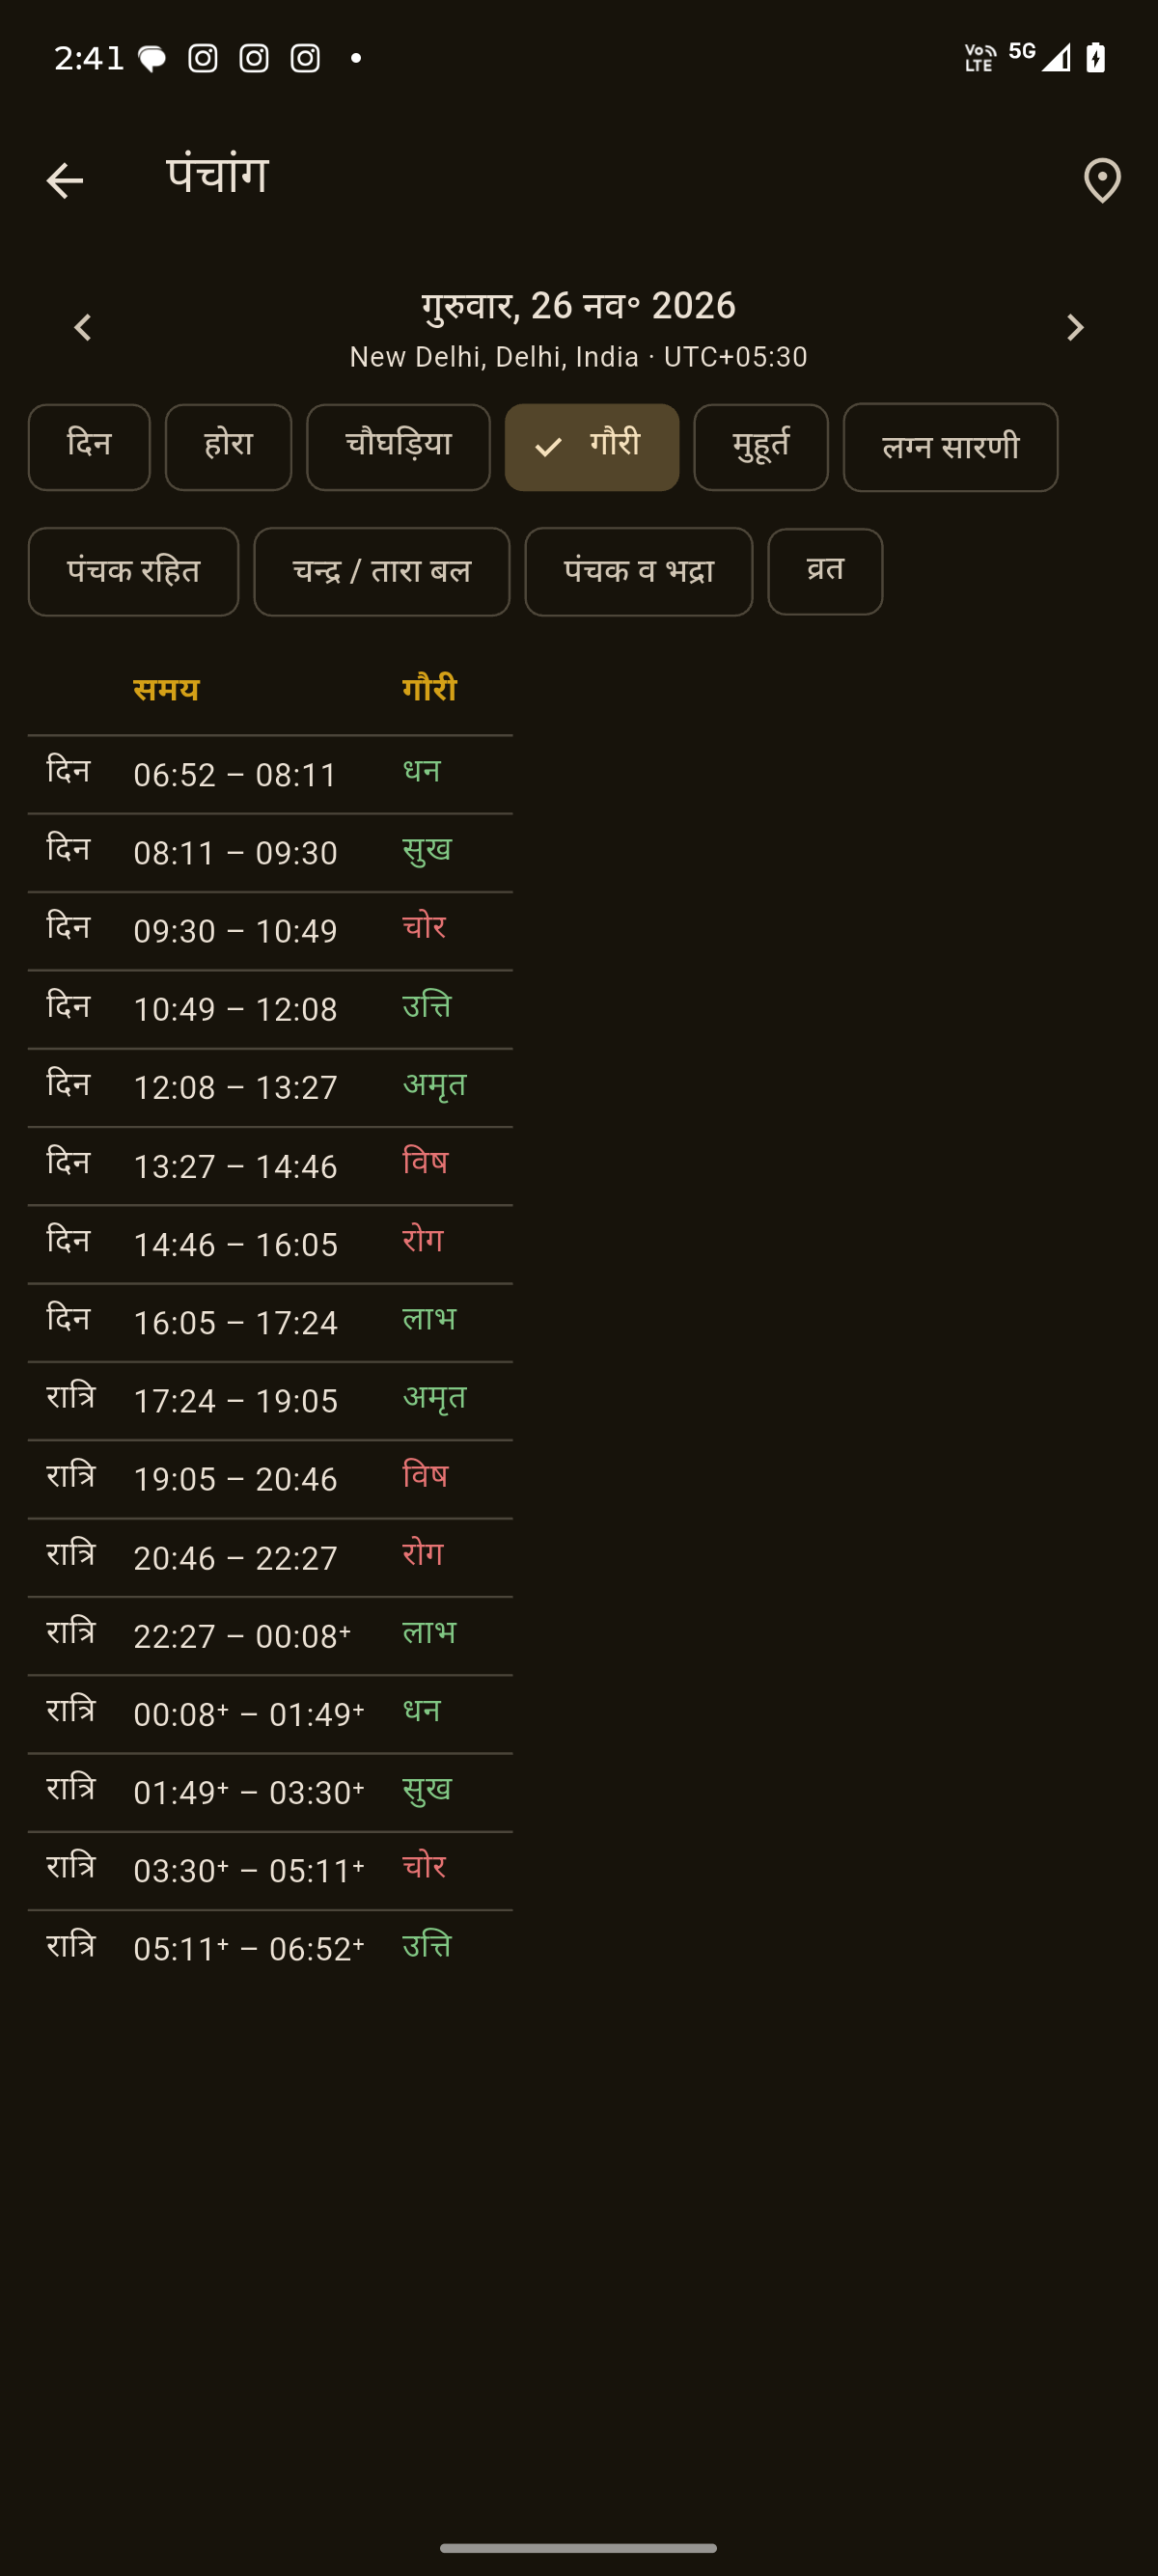 2:41 VoLTE 5G
पंचांग
गुरुवार, 26 नव॰ 2026
New Delhi, Delhi, India · UTC+05:30
दिन होरा चौघड़िया गौरी मुहूर्त लग्न सारणी
पंचक रहित चन्द्र / तारा बल पंचक व भद्रा व्रत
समय गौरी
दिन 06:52 – 08:11 धन
दिन 08:11 – 09:30 सुख
दिन 09:30 – 10:49 चोर
दिन 10:49 – 12:08 उत्ति
दिन 12:08 – 13:27 अमृत
दिन 13:27 – 14:46 विष
दिन 14:46 – 16:05 रोग
दिन 16:05 – 17:24 लाभ
रात्रि 17:24 – 19:05 अमृत
रात्रि 19:05 – 20:46 विष
रात्रि 20:46 – 22:27 रोग
रात्रि 22:27 – 00:08⁺ लाभ
रात्रि 00:08⁺ – 01:49⁺ धन
रात्रि 01:49⁺ – 03:30⁺ सुख
रात्रि 03:30⁺ – 05:11⁺ चोर
रात्रि 05:11⁺ – 06:52⁺ उत्ति